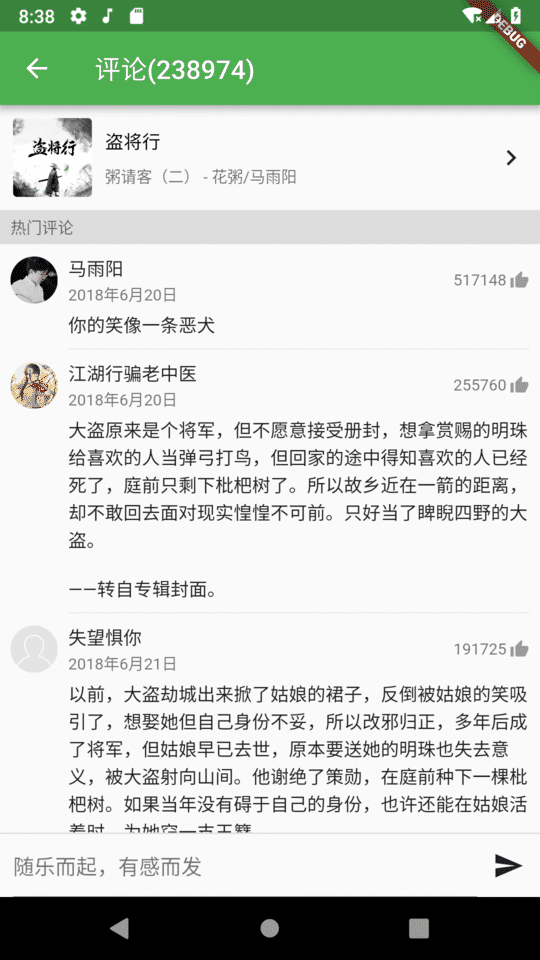 8:38
DEBUG
评论(238974)
盗将行
盗将行
粥请客（二） - 花粥/马雨阳
热门评论
马雨阳
2018年6月20日
517148
你的笑像一条恶犬
江湖行骗老中医
2018年6月20日
255760
大盗原来是个将军，但不愿意接受册封，想拿赏赐的明珠
给喜欢的人当弹弓打鸟，但回家的途中得知喜欢的人已经
死了，庭前只剩下枇杷树了。所以故乡近在一箭的距离，
却不敢回去面对现实惶惶不可前。只好当了睥睨四野的大
盗。
——转自专辑封面。
失望惧你
2018年6月21日
191725
以前，大盗劫城出来掀了姑娘的裙子，反倒被姑娘的笑吸
引了，想娶她但自己身份不妥，所以改邪归正，多年后成
了将军，但姑娘早已去世，原本要送她的明珠也失去意
义，被大盗射向山间。他谢绝了策勋，在庭前种下一棵枇
杷树。如果当年没有碍于自己的身份，也许还能在姑娘活
着时，为她穿一支玉簪
随乐而起，有感而发